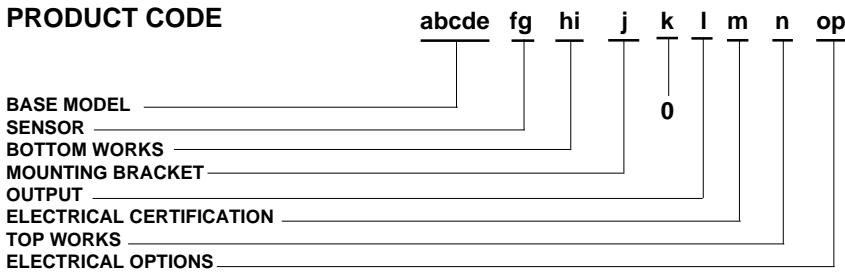 PRODUCT CODE abcde fg hi j k l m n op
BASE MODEL
0
SENSOR
BOTTOM WORKS
MOUNTING BRACKET
OUTPUT
ELECTRICAL CERTIFICATION
TOP WORKS
ELECTRICAL OPTIONS